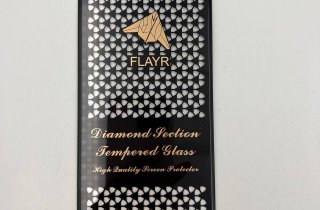 FLAYR
Diamond Section
Tempered Glass
High Quality Screen Protector